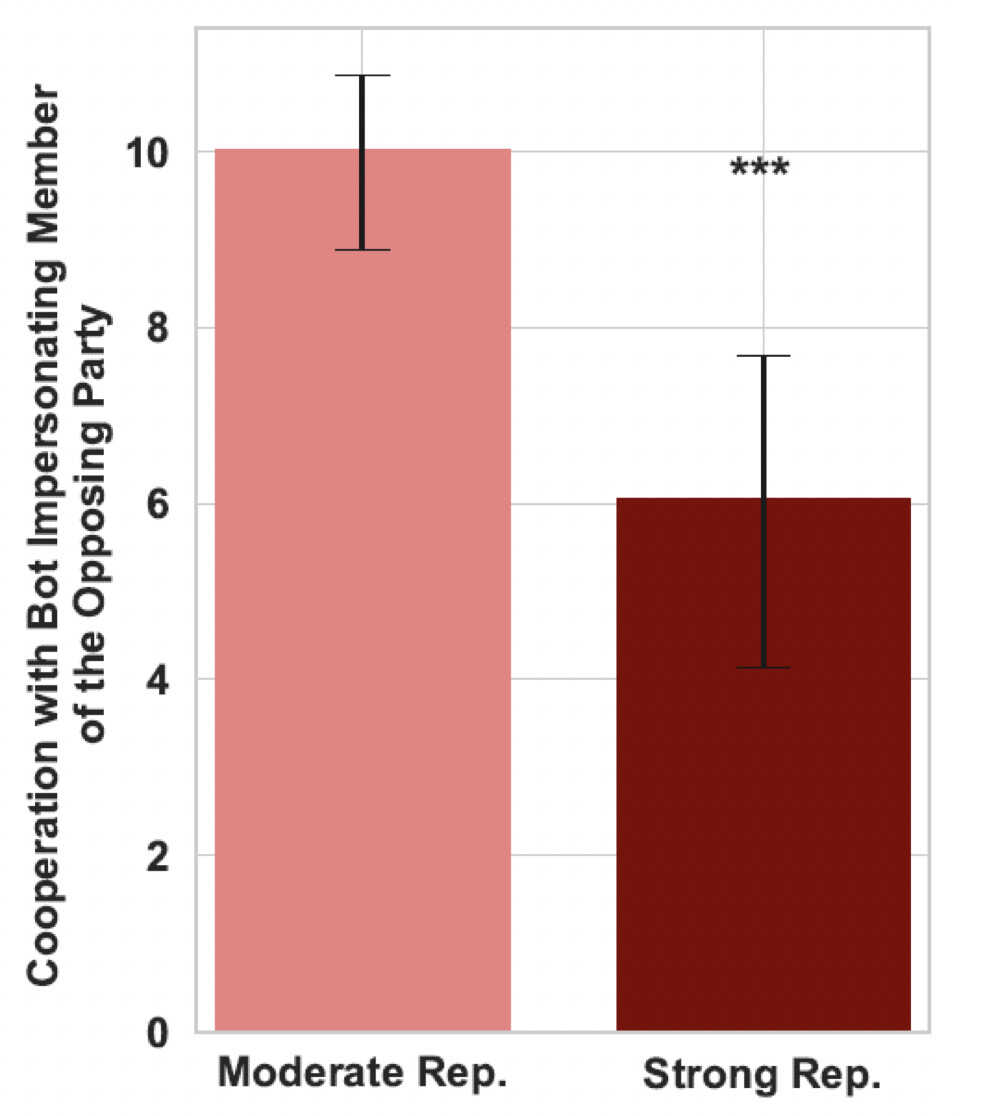 Cooperation with Bot Impersonating Member
of the Opposing Party
10
8
6
4
2
0
***
Moderate Rep.
Strong Rep.